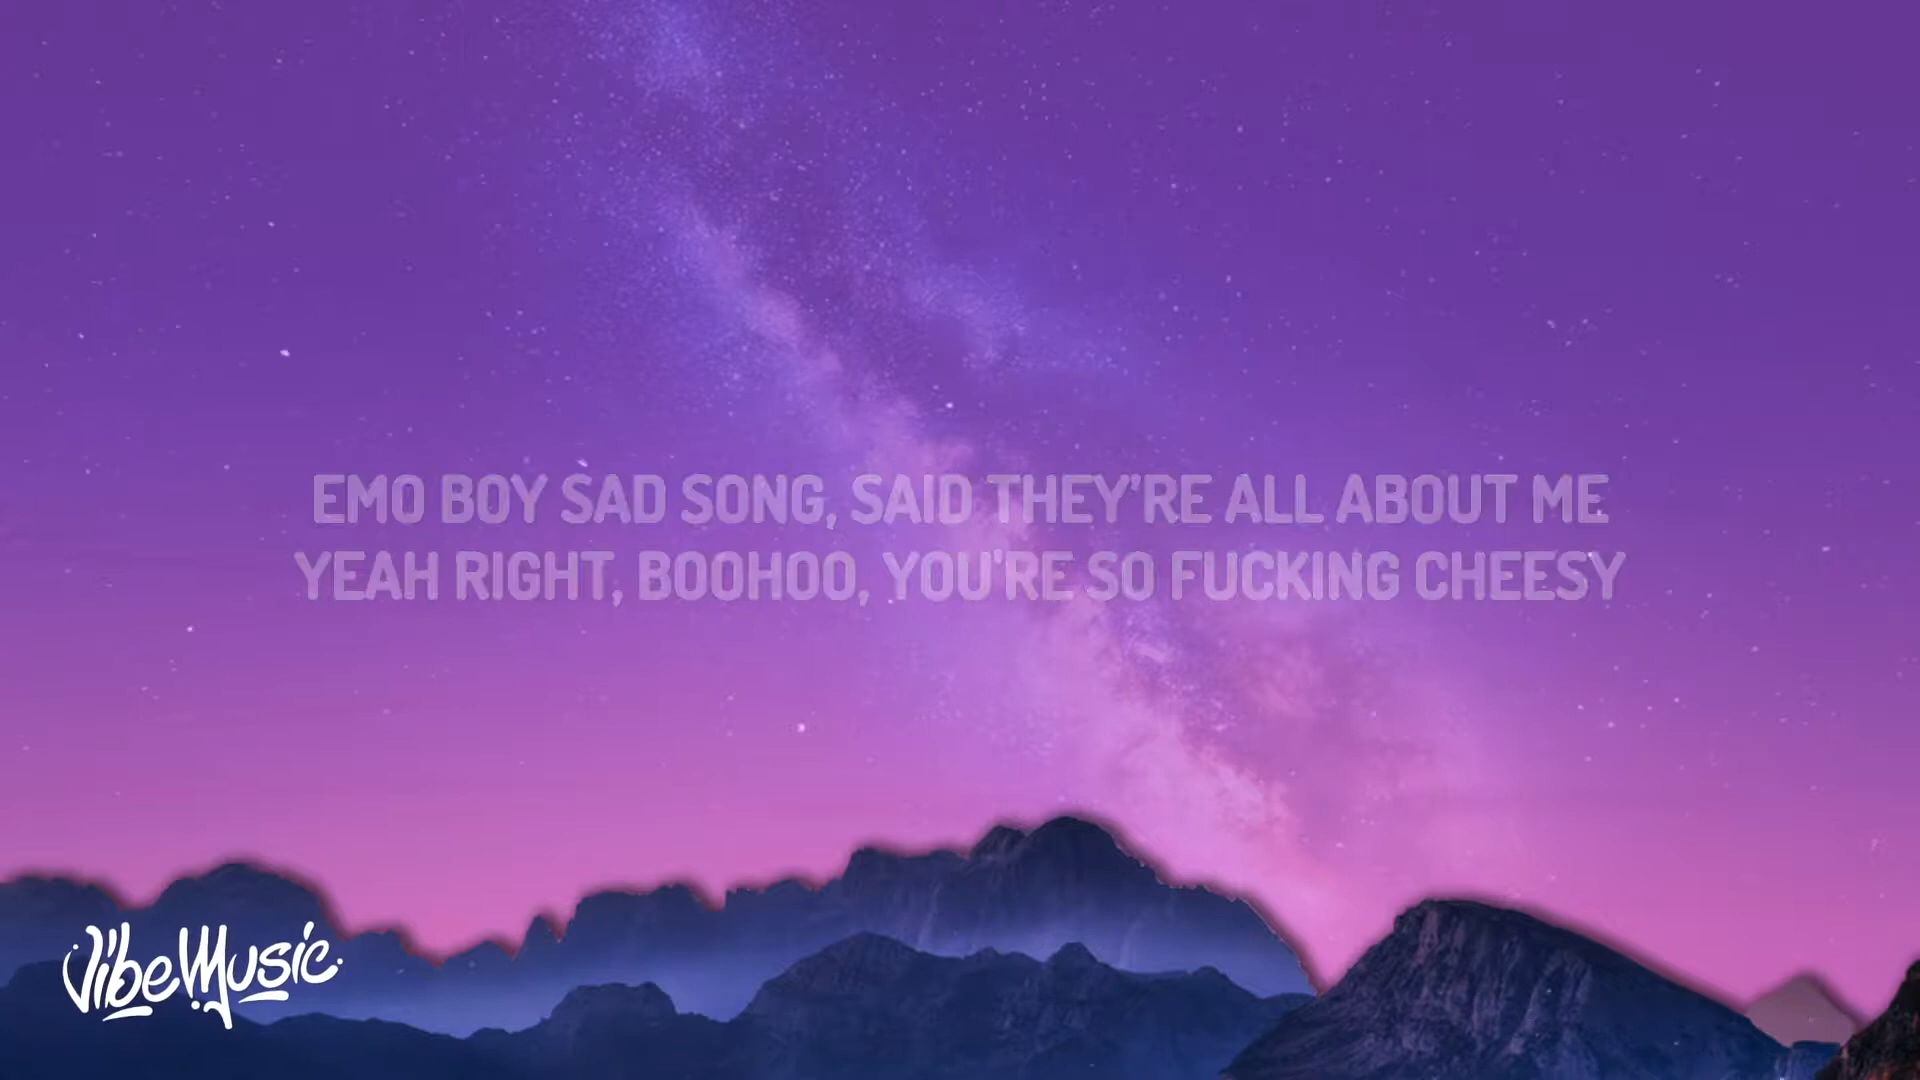 EMO BOY SAD SONG, SAID THEY'RE ALL ABOUT ME
YEAH RIGHT, BOOHOO, YOU'RE SO FUCKING CHEESY
VibeMusic